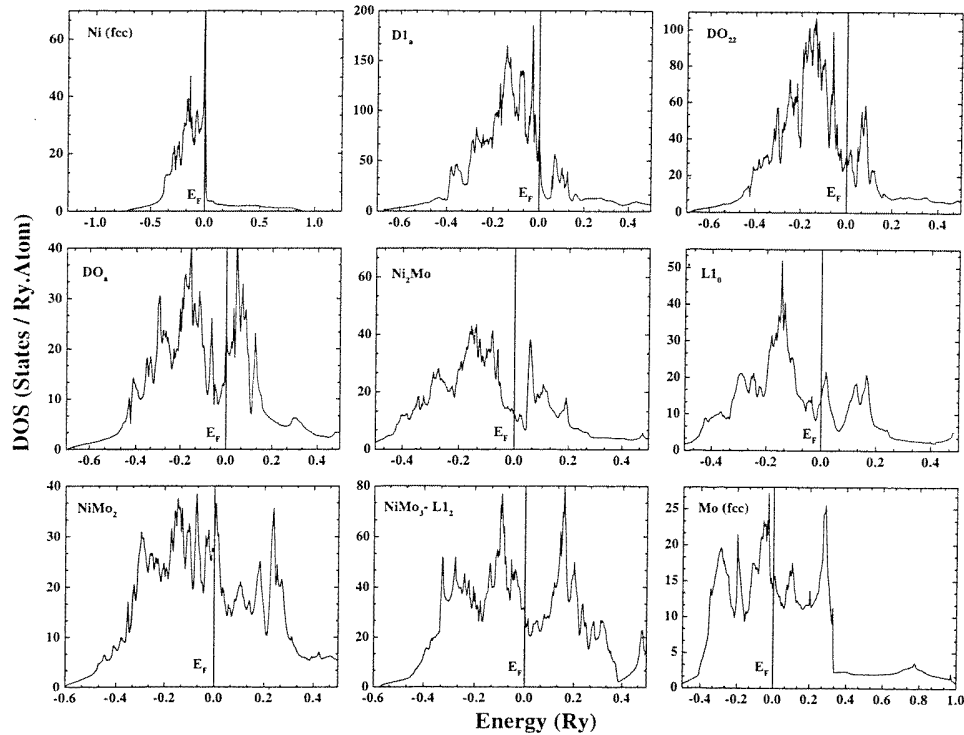 DOS (States / Ry.Atom)
Ni (fcc)
60
40
20
0
E_F
-1.0 -0.5 0.0 0.5 1.0
D1_a
200
150
100
50
0
E_F
-0.6 -0.4 -0.2 0.0 0.2 0.4
DO_22
100
80
60
40
20
0
E_F
-0.6 -0.4 -0.2 0.0 0.2 0.4
DO_a
40
30
20
10
0
E_F
-0.6 -0.4 -0.2 0.0 0.2 0.4
Ni_2Mo
60
40
20
0
E_F
-0.4 -0.2 0.0 0.2 0.4
L1_0
50
40
30
20
10
0
E_F
-0.4 -0.2 0.0 0.2 0.4
NiMo_2
40
30
20
10
0
E_F
-0.6 -0.4 -0.2 0.0 0.2 0.4
NiMo_3- L1_2
80
60
40
20
0
E_F
-0.6 -0.4 -0.2 0.0 0.2 0.4
Mo (fcc)
25
20
15
10
5
0
E_F
-0.4 -0.2 0.0 0.2 0.4 0.6 0.8 1.0
Energy (Ry)